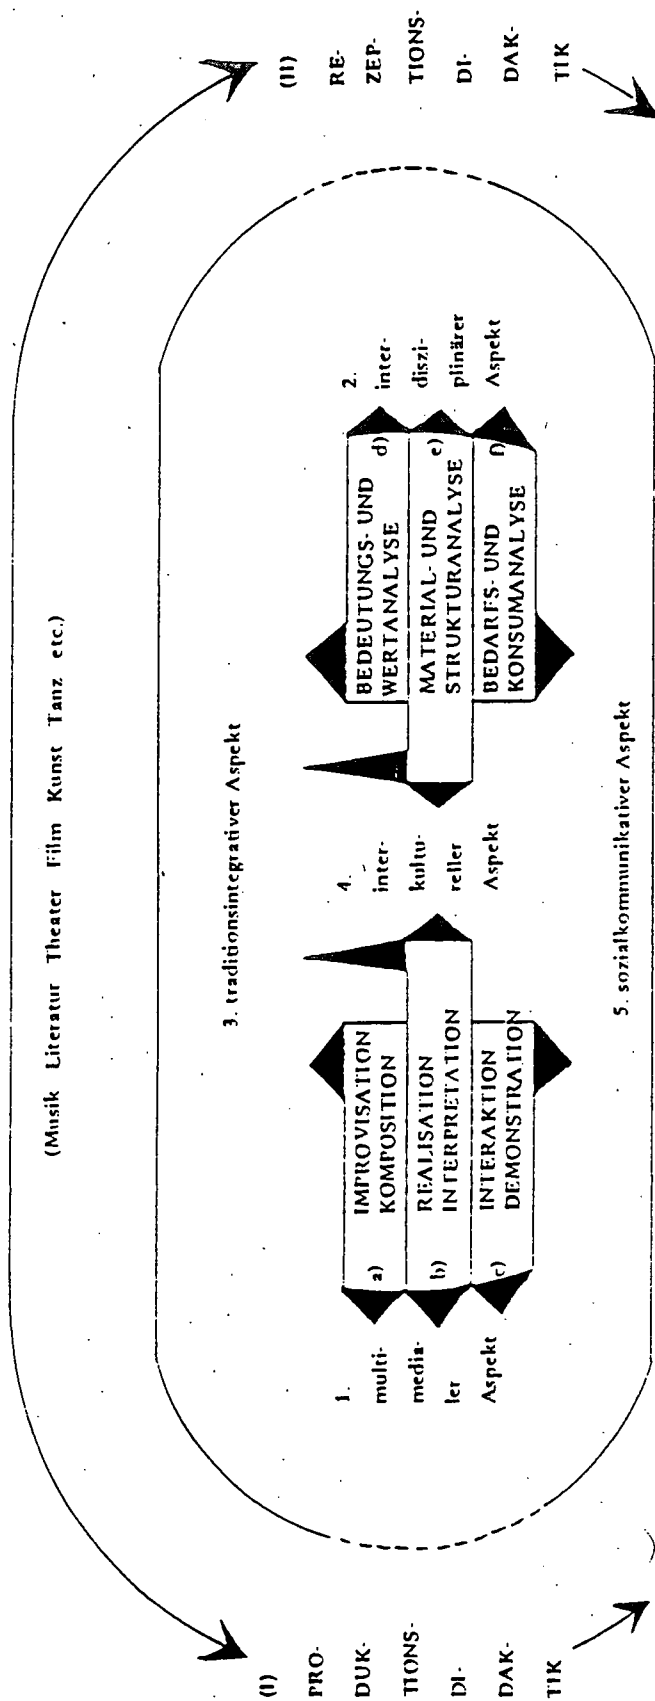 (Musik Literatur Theater Film Kunst Tanz etc.)
(I)
PRO-
DUK-
TIONS-
DI-
DAK-
TIK
3. traditionsintegrativer Aspekt
1.
multi-
media-
ler
Aspekt
a)
IMPROVISATION
KOMPOSITION
b)
REALISATION
INTERPRETATION
c)
INTERAKTION
DEMONSTRATION
4.
inter-
kultu-
reller
Aspekt
BEDEUTUNGS- UND
WERTANALYSE
d)
MATERIAL- UND
STRUKTURANALYSE
e)
BEDARFS- UND
KONSUMANALYSE
f)
2.
inter-
diszi-
plinärer
Aspekt
5. sozialkommunikativer Aspekt
(II)
RE-
ZEP-
TIONS-
DI-
DAK-
TIK